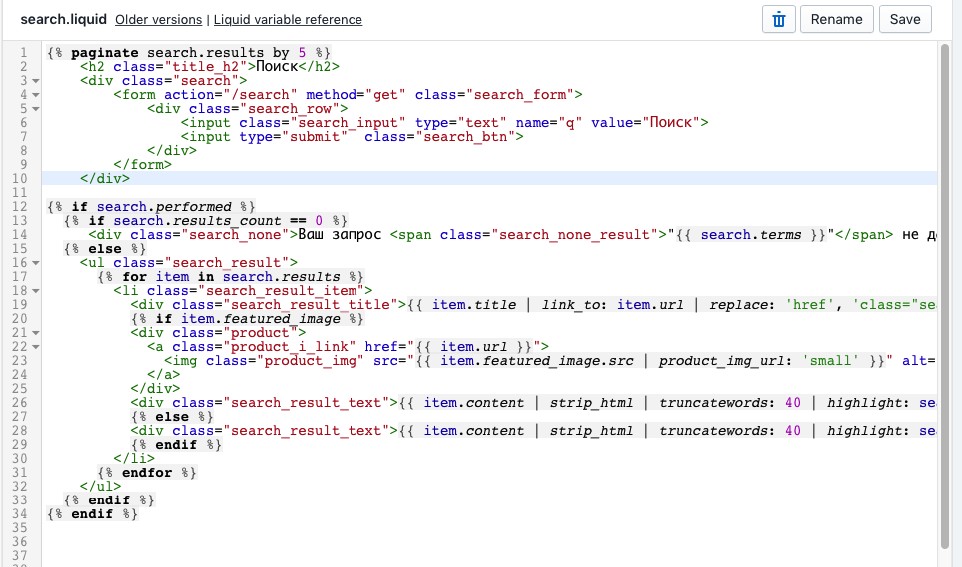 search.liquid Older versions | Liquid variable reference Rename Save
1 {% paginate search.results by 5 %}
2 <h2 class="title_h2">Поиск</h2>
3 <div class="search">
4 <form action="/search" method="get" class="search_form">
5 <div class="search_row">
6 <input class="search_input" type="text" name="q" value="Поиск">
7 <input type="submit" class="search_btn">
8 </div>
9 </form>
10 </div>
11
12 {% if search.performed %}
13 {% if search.results_count == 0 %}
14 <div class="search_none">Ваш запрос <span class="search_none_result">"{{ search.terms }}"</span> не д
15 {% else %}
16 <ul class="search_result">
17 {% for item in search.results %}
18 <li class="search_result_item">
19 <div class="search_result_title">{{ item.title | link_to: item.url | replace: 'href', 'class="sea
20 {% if item.featured_image %}
21 <div class="product">
22 <a class="product_i_link" href="{{ item.url }}">
23 <img class="product_img" src="{{ item.featured_image.src | product_img_url: 'small' }}" alt=
24 </a>
25 </div>
26 <div class="search_result_text">{{ item.content | strip_html | truncatewords: 40 | highlight: se
27 {% else %}
28 <div class="search_result_text">{{ item.content | strip_html | truncatewords: 40 | highlight: se
29 {% endif %}
30 </li>
31 {% endfor %}
32 </ul>
33 {% endif %}
34 {% endif %}
35
36
37